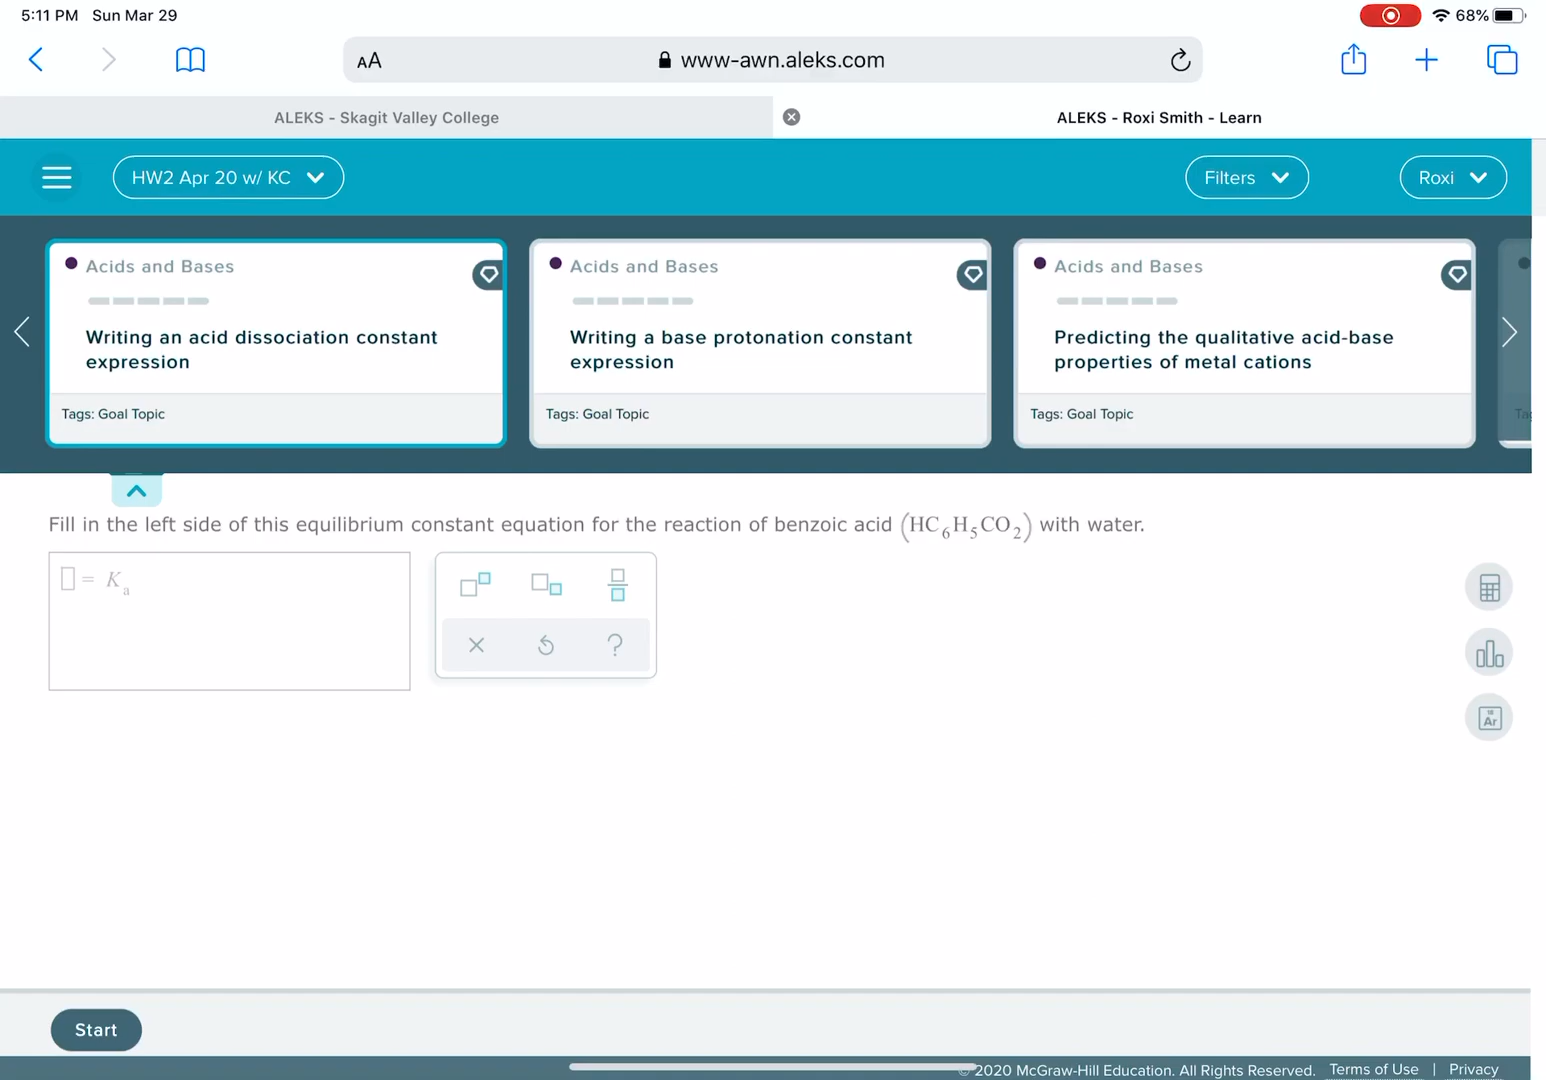 5:11 PM Sun Mar 29
68%
AA
www-awn.aleks.com
ALEKS - Skagit Valley College
ALEKS - Roxi Smith - Learn
HW2 Apr 20 w/ KC
Filters
Roxi
Acids and Bases
Writing an acid dissociation constant
expression
Tags: Goal Topic
Acids and Bases
Writing a base protonation constant
expression
Tags: Goal Topic
Acids and Bases
Predicting the qualitative acid-base
properties of metal cations
Tags: Goal Topic
Fill in the left side of this equilibrium constant equation for the reaction of benzoic acid (HC₆H₅CO₂) with water.
▯ = Kₐ
?
18
Ar
Start
© 2020 McGraw-Hill Education. All Rights Reserved. Terms of Use | Privacy